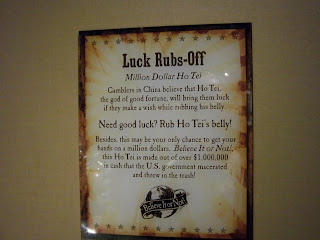 Luck Rubs-Off
Million Dollar Ho Tei
Gamblers in China believe that Ho Tei,
the god of good fortune, will bring them luck
if they make a wish while rubbing his belly.
Need good luck? Rub Ho Tei's belly!
Besides, this may be your only chance to get your
hands on a million dollars. Believe It or Not!,
this Ho Tei is made out of over $1,000,000
in cash that the U.S. government macerated
and threw in the trash!
Believe It or Not!